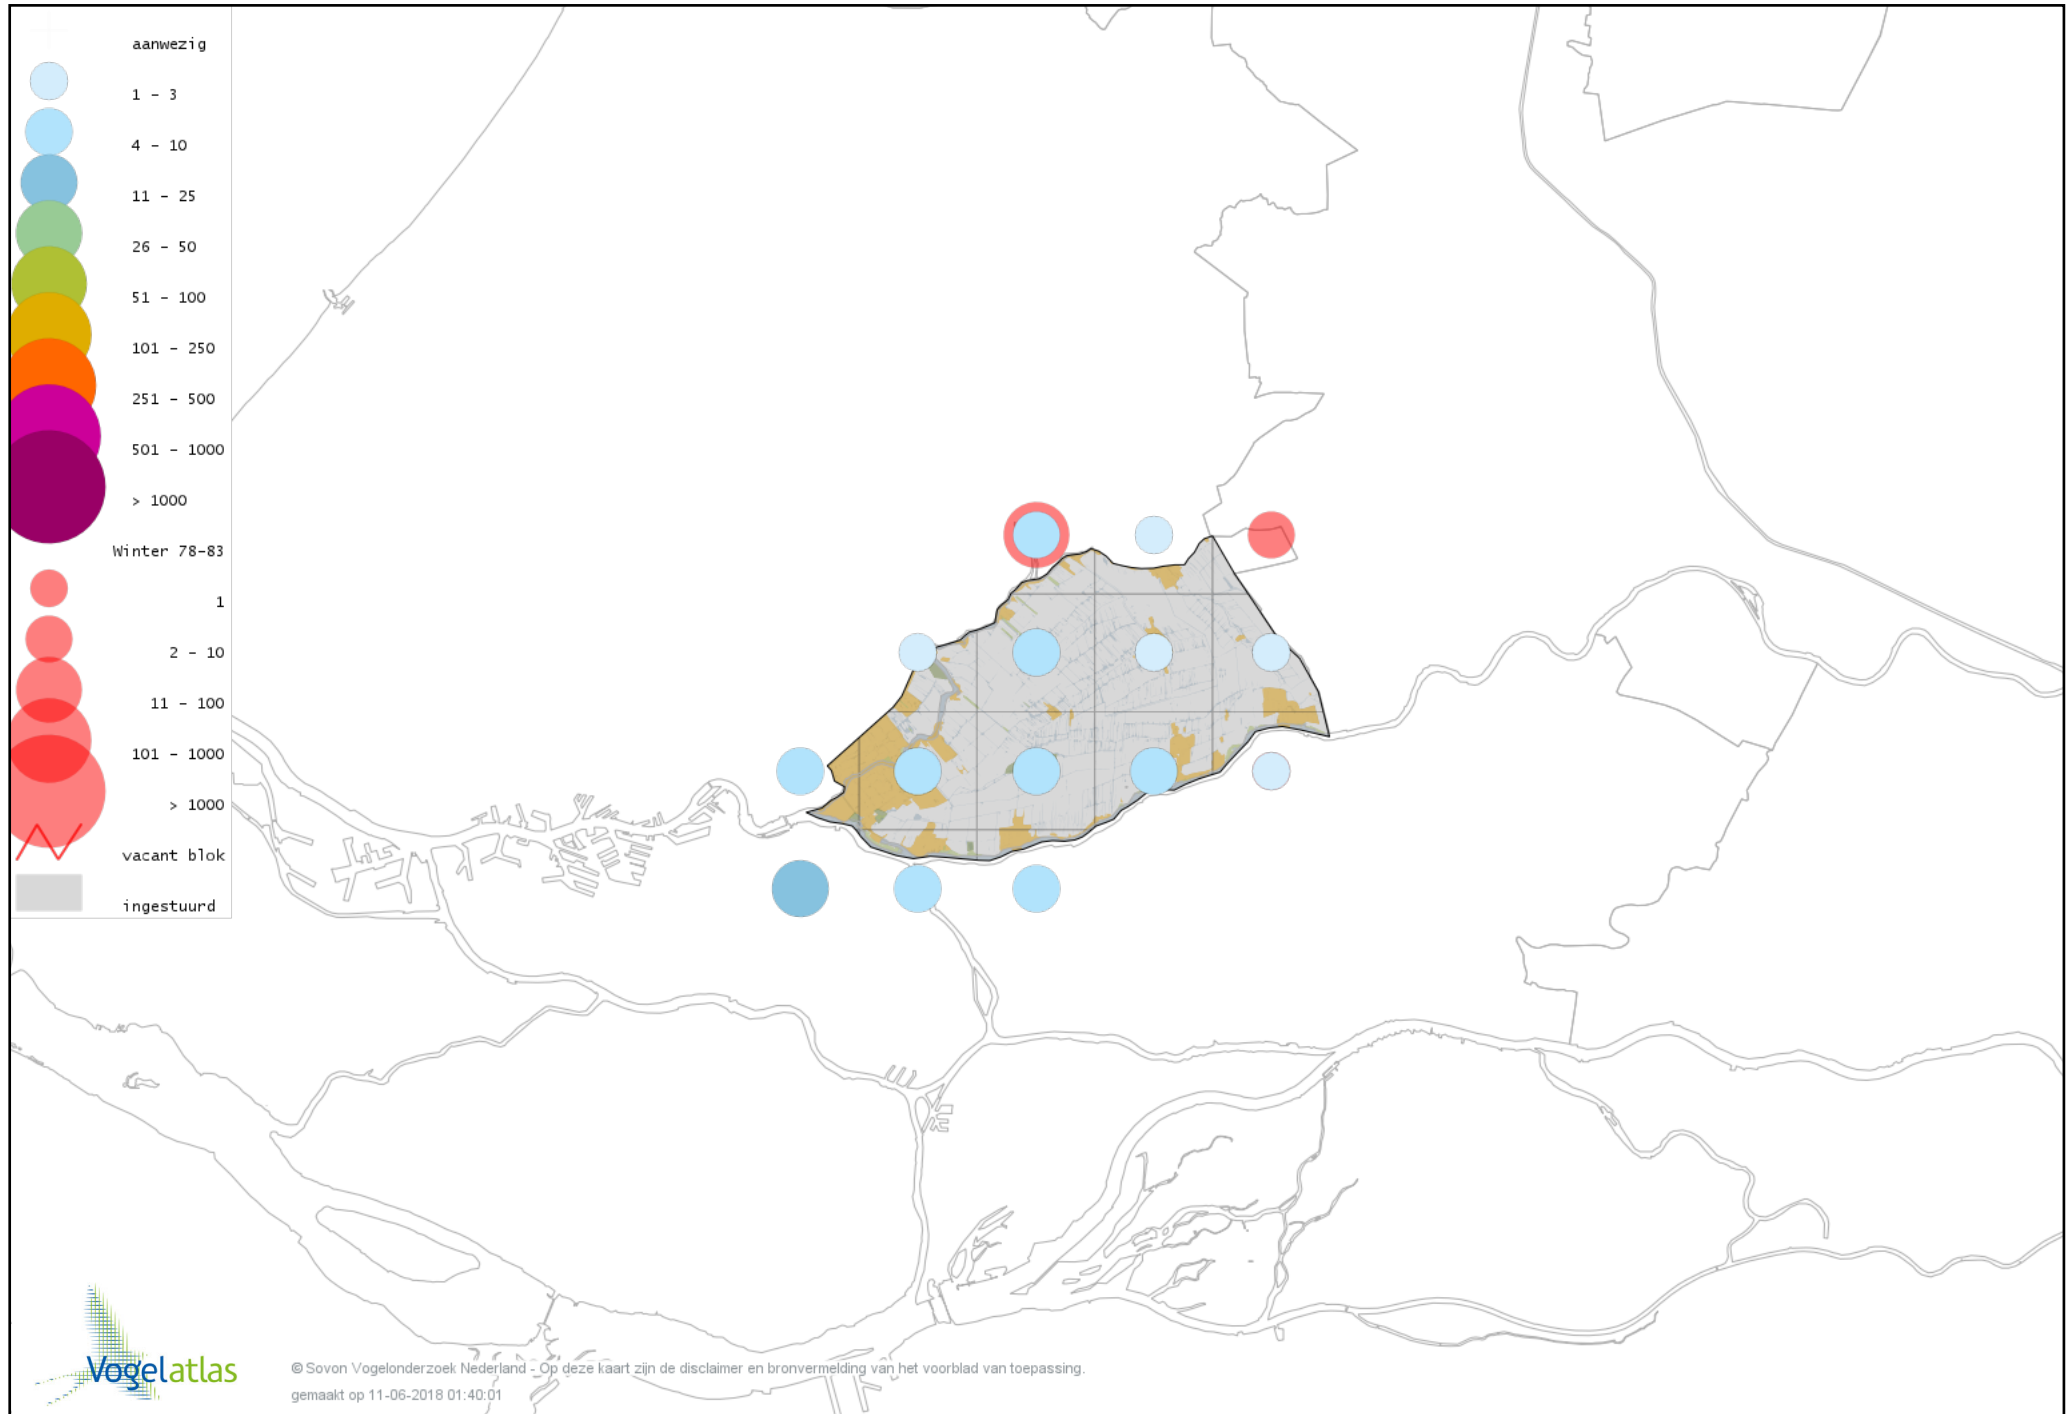 aanwezig
1 - 3
4 - 10
11 - 25
26 - 50
51 - 100
101 - 250
251 - 500
501 - 1000
> 1000
Winter 78-83
1
2 - 10
11 - 100
101 - 1000
> 1000
vacant blok
ingestuurd
Vogelatlas
© Sovon Vogelonderzoek Nederland - Op deze kaart zijn de disclaimer en bronvermelding van het voorblad van toepassing.
gemaakt op 11-06-2018 01:40:01